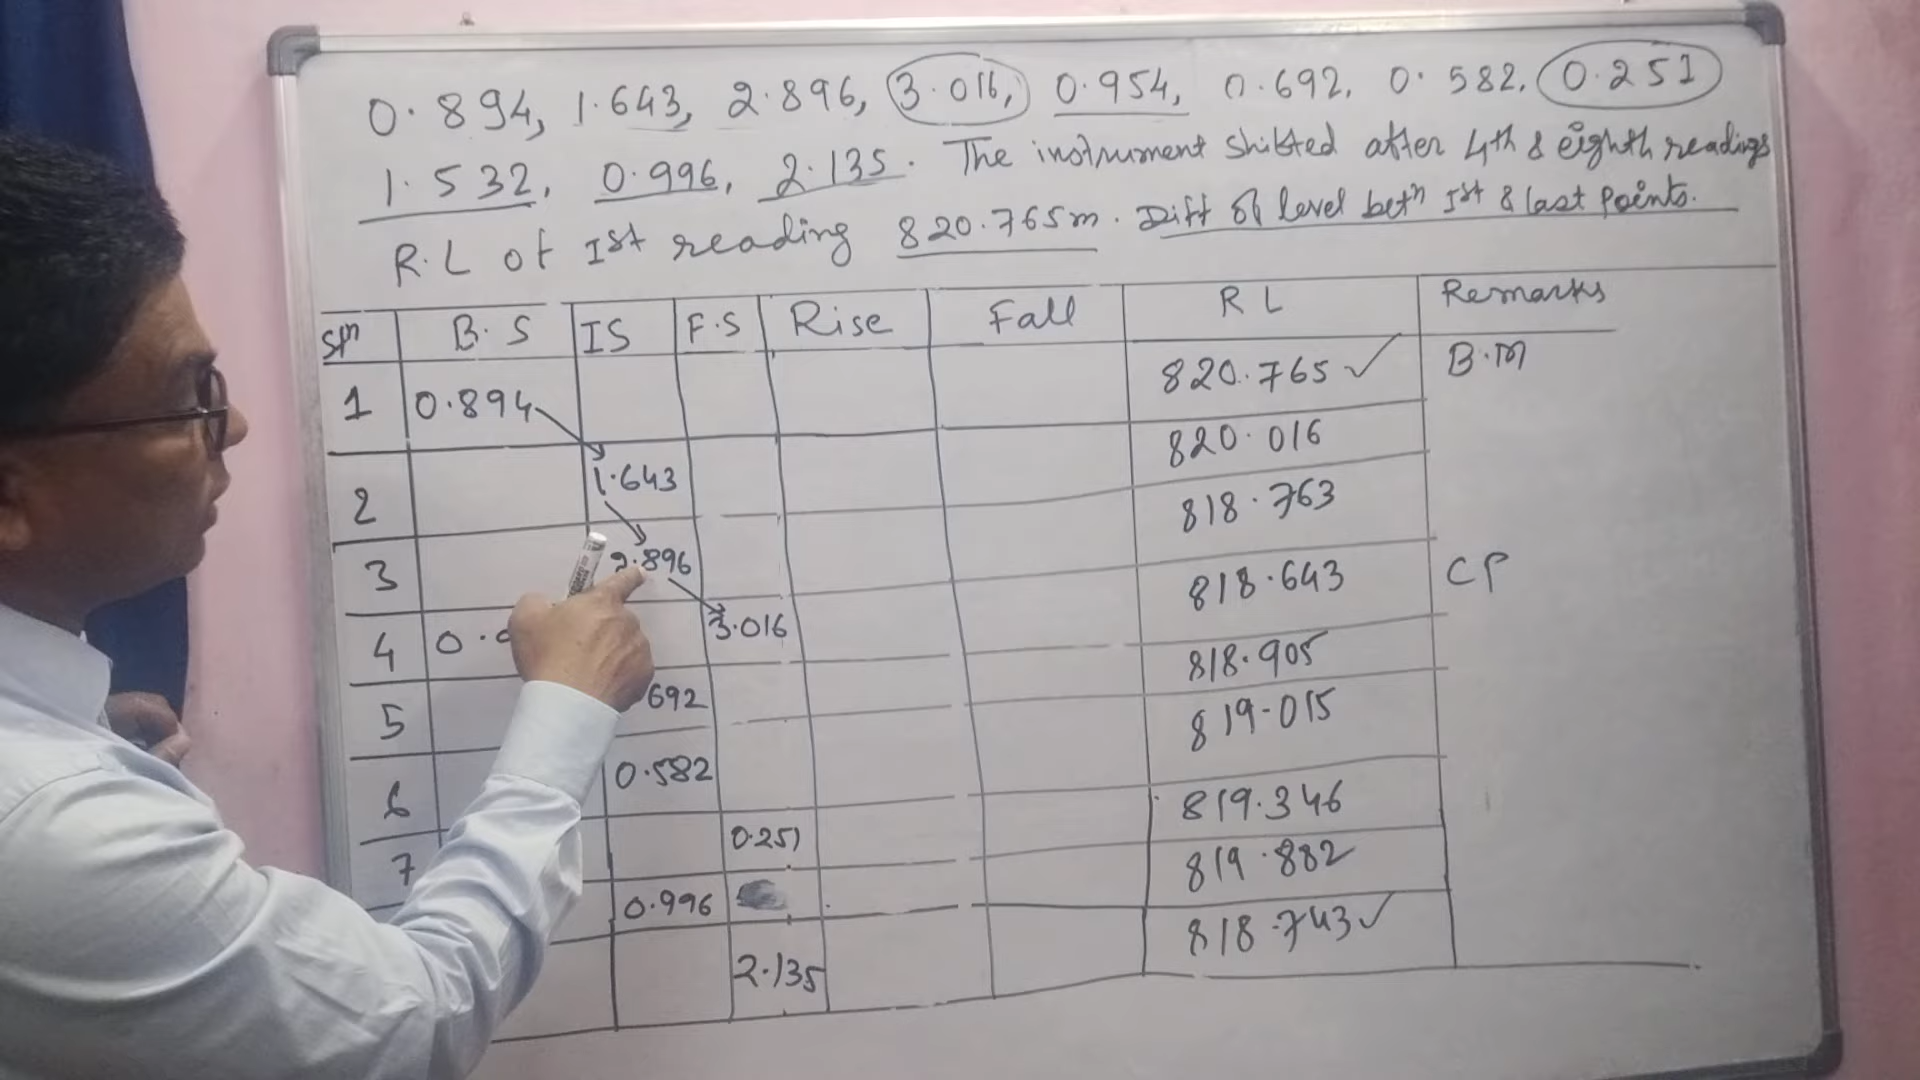 0.894, 1.643, 2.896, 3.016, 0.954, 0.692, 0.582, 0.251
1.532, 0.996, 2.135. The instrument shifted after 4th & eighth readings
R.L of Ist reading 820.765m. Diff of level betn Ist & last points.
Stn B.S IS F.S Rise Fall RL Remarks
1 0.894 820.765 ✓ B.M
2 1.643 820.016
3 2.896 818.763
4 0. 3.016 818.643 CP
5 692 818.905
6 0.582 819.015
7 0.251 819.346
0.996 819.882
2.135 818.743 ✓